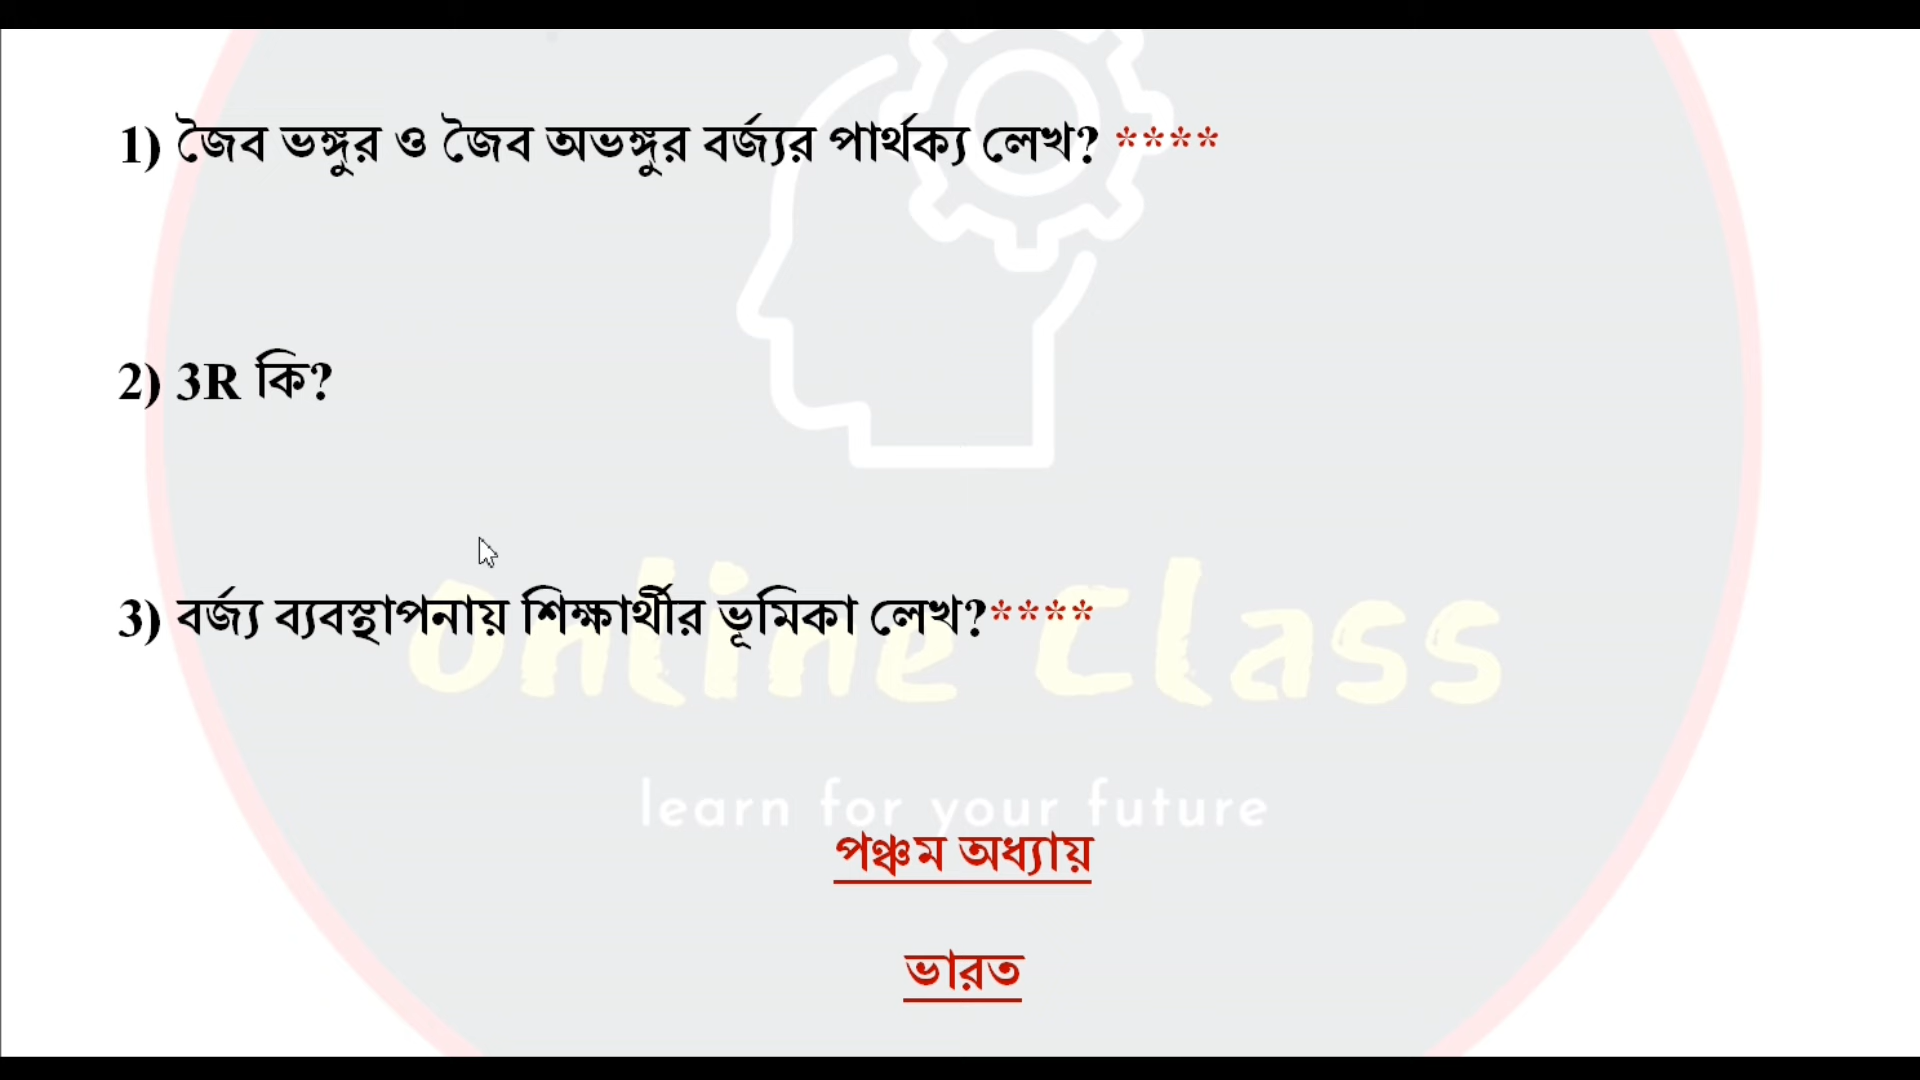 1) জৈব ভঙ্গুর ও জৈব অভঙ্গুর বর্জ্যর পার্থক্য লেখ? ****
2) 3R কি?
3) বর্জ্য ব্যবস্থাপনায় শিক্ষার্থীর ভূমিকা লেখ?****
Online Class
learn for your future
পঞ্চম অধ্যায়
ভারত